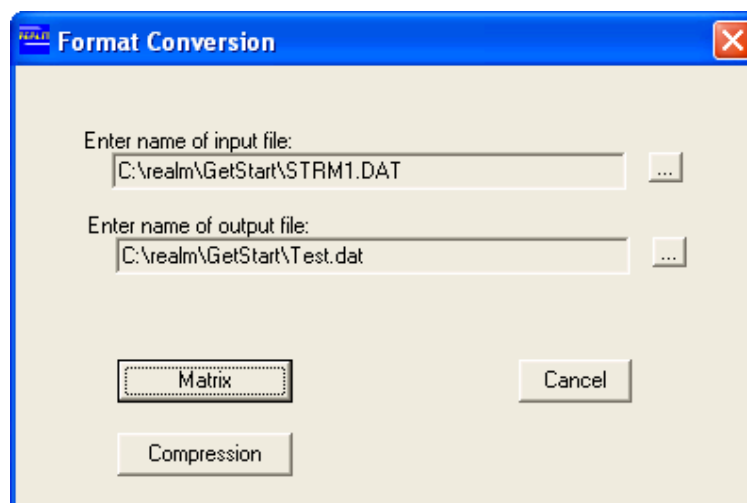 REALM
Format Conversion
Enter name of input file:
C:\realm\GetStart\STRM1.DAT
...
Enter name of output file:
C:\realm\GetStart\Test.dat
...
Matrix
Cancel
Compression